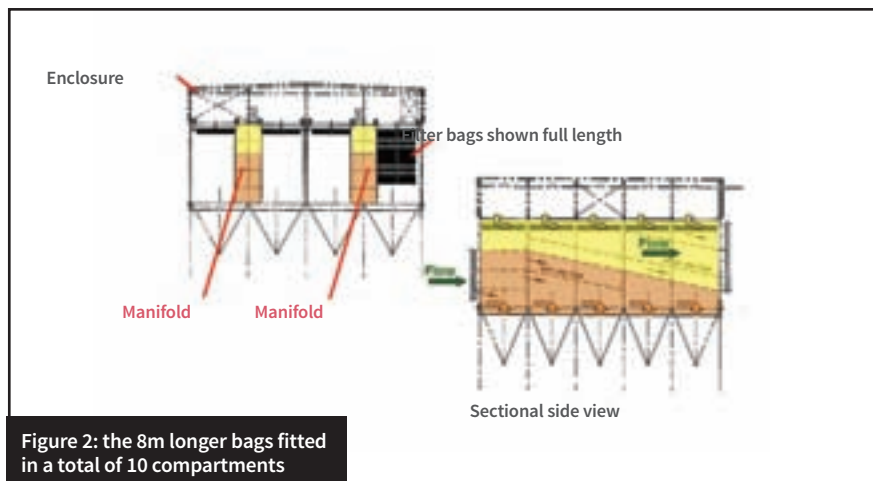 Enclosure
Filter bags shown full length
Flow
Flow
Manifold
Manifold
Sectional side view
Figure 2: the 8m longer bags fitted
in a total of 10 compartments